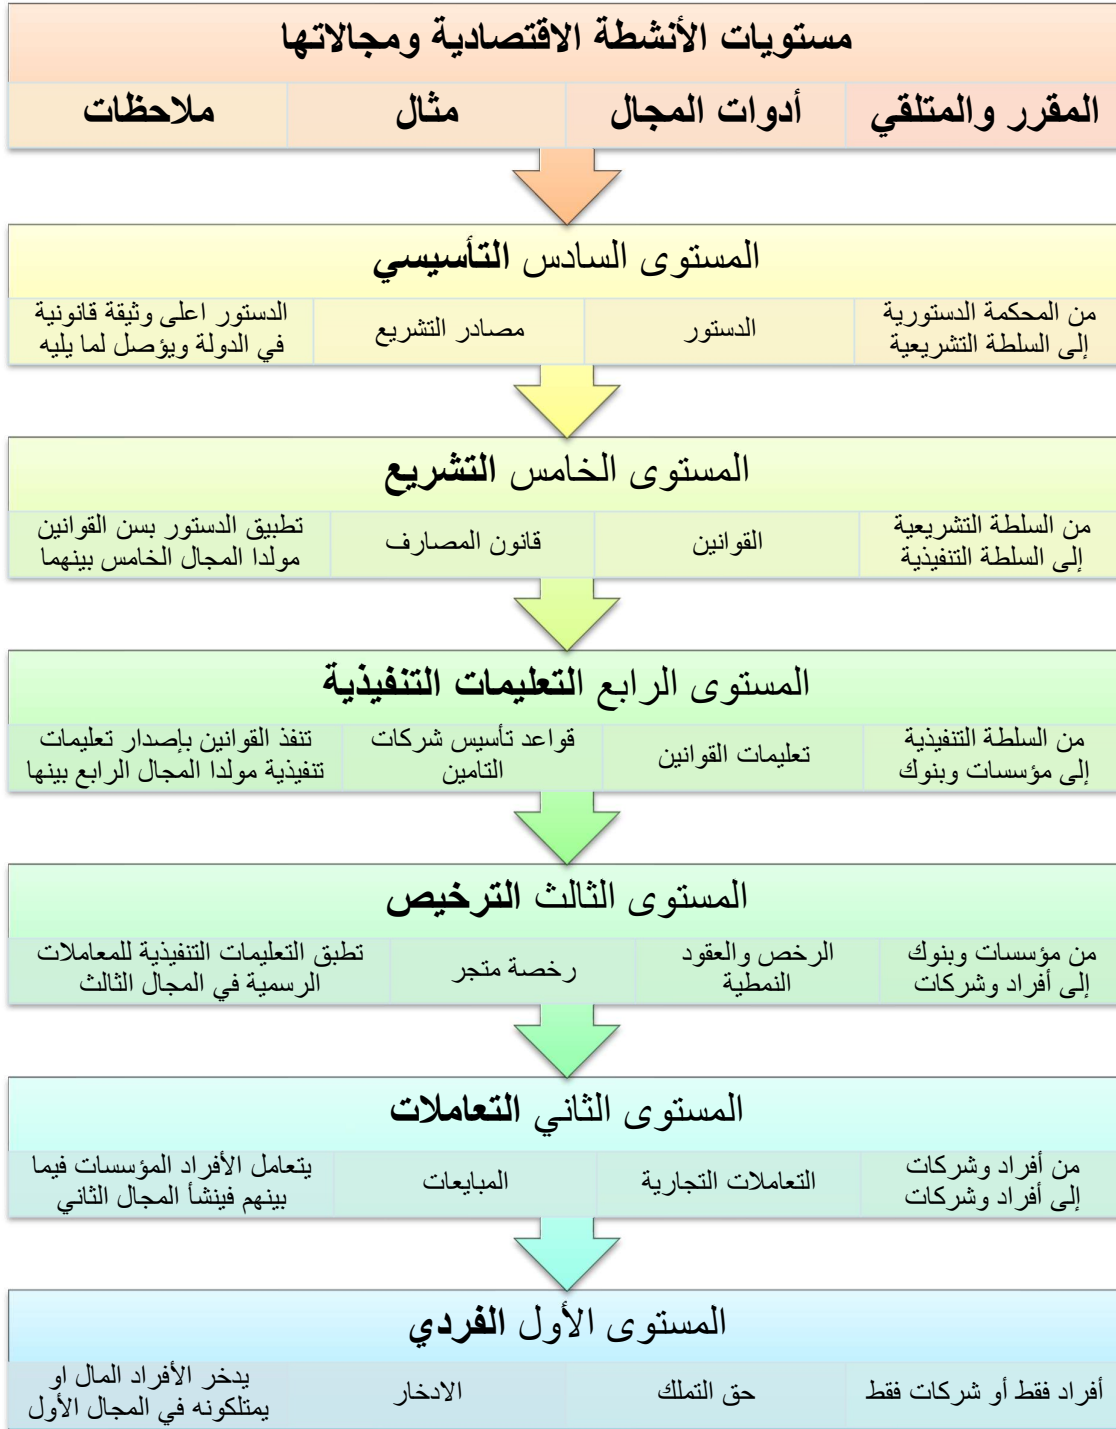 مستويات الأنشطة الاقتصادية ومجالاتها
المقرر والمتلقي
أدوات المجال
مثال
ملاحظات
المستوى السادس التأسيسي
من المحكمة الدستورية
إلى السلطة التشريعية
الدستور
مصادر التشريع
الدستور اعلى وثيقة قانونية
في الدولة ويؤصل لما يليه
المستوى الخامس التشريع
من السلطة التشريعية
إلى السلطة التنفيذية
القوانين
قانون المصارف
تطبيق الدستور بسن القوانين
مولدا المجال الخامس بينهما
المستوى الرابع التعليمات التنفيذية
من السلطة التنفيذية
إلى مؤسسات وبنوك
تعليمات القوانين
قواعد تأسيس شركات
التامين
تنفذ القوانين بإصدار تعليمات
تنفيذية مولدا المجال الرابع بينها
المستوى الثالث الترخيص
من مؤسسات وبنوك
إلى أفراد وشركات
الرخص والعقود
النمطية
رخصة متجر
تطبق التعليمات التنفيذية للمعاملات
الرسمية في المجال الثالث
المستوى الثاني التعاملات
من أفراد وشركات
إلى أفراد وشركات
التعاملات التجارية
المبايعات
يتعامل الأفراد المؤسسات فيما
بينهم فينشأ المجال الثاني
المستوى الأول الفردي
أفراد فقط أو شركات فقط
حق التملك
الادخار
يدخر الأفراد المال او
يمتلكونه في المجال الأول